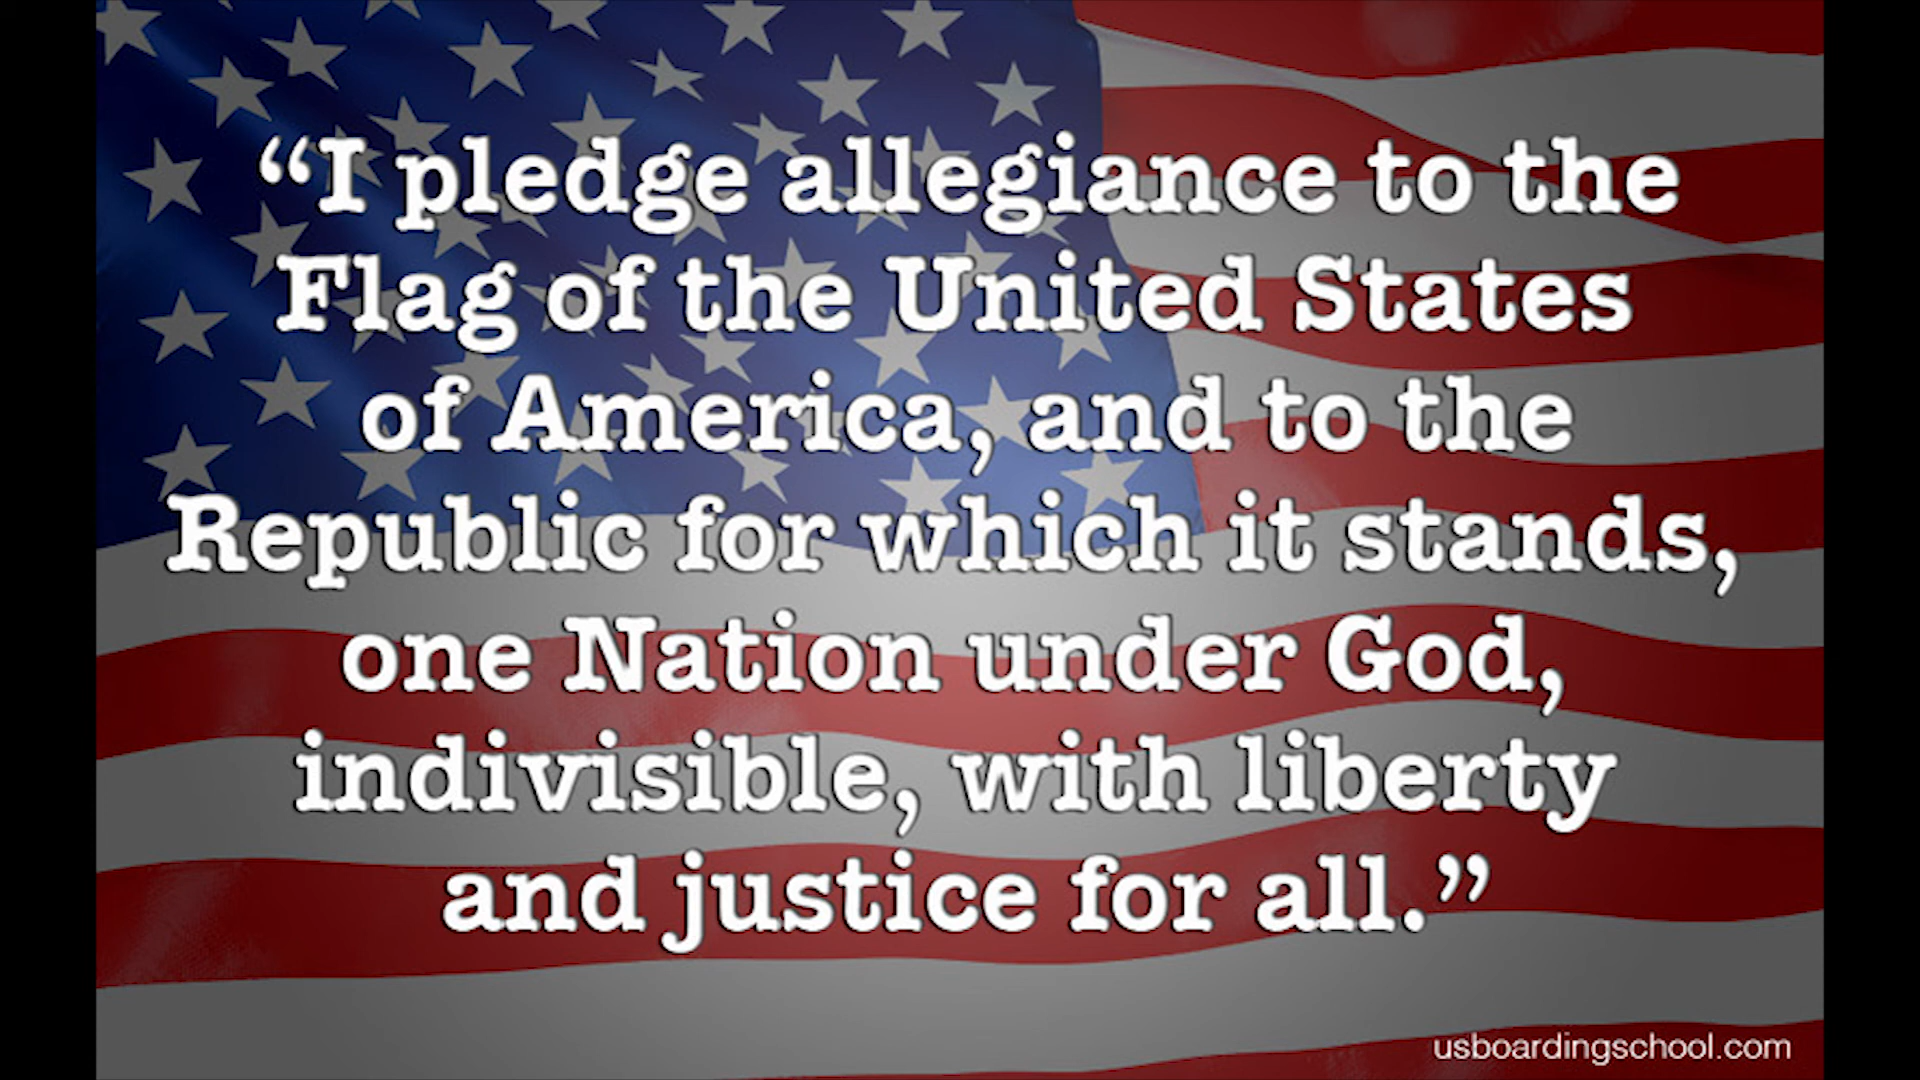 “I pledge allegiance to the
Flag of the United States
of America, and to the
Republic for which it stands,
one Nation under God,
indivisible, with liberty
and justice for all.”
usboardingschool.com